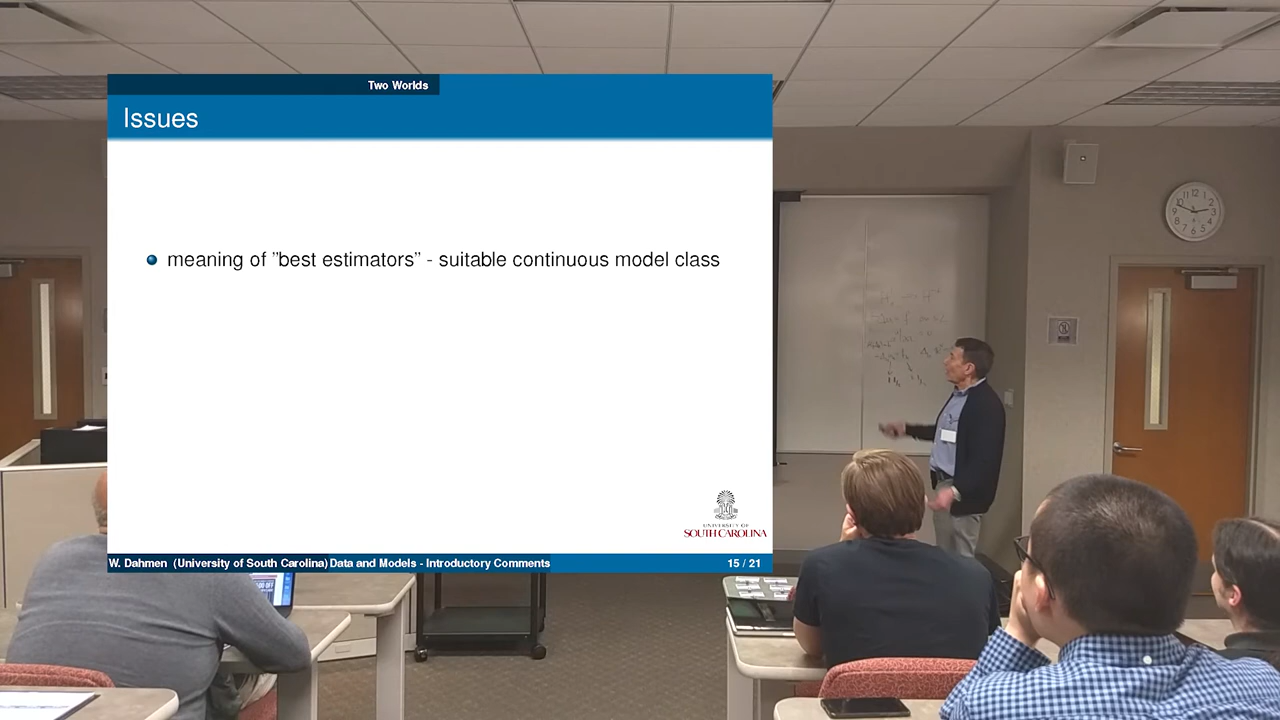 Two Worlds
Issues
meaning of ”best estimators” - suitable continuous model class
UNIVERSITY OF
SOUTH CAROLINA
W. Dahmen (University of South Carolina) Data and Models - Introductory Comments 15 / 21